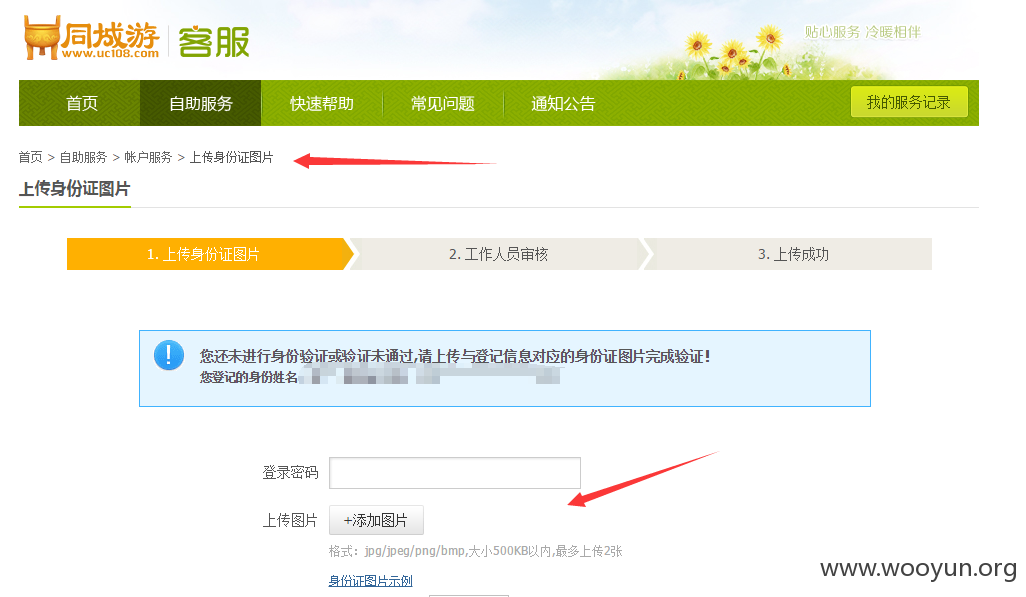 同城游 客服
www.uc108.com
贴心服务 冷暖相伴
首页 自助服务 快速帮助 常见问题 通知公告 我的服务记录
首页 > 自助服务 > 帐户服务 > 上传身份证图片
上传身份证图片
1. 上传身份证图片 2. 工作人员审核 3. 上传成功
您还未进行身份验证或验证未通过,请上传与登记信息对应的身份证图片完成验证!
您登记的身份姓名
登录密码
上传图片 +添加图片
格式：jpg/jpeg/png/bmp,大小500KB以内,最多上传2张
身份证图片示例
www.wooyun.org